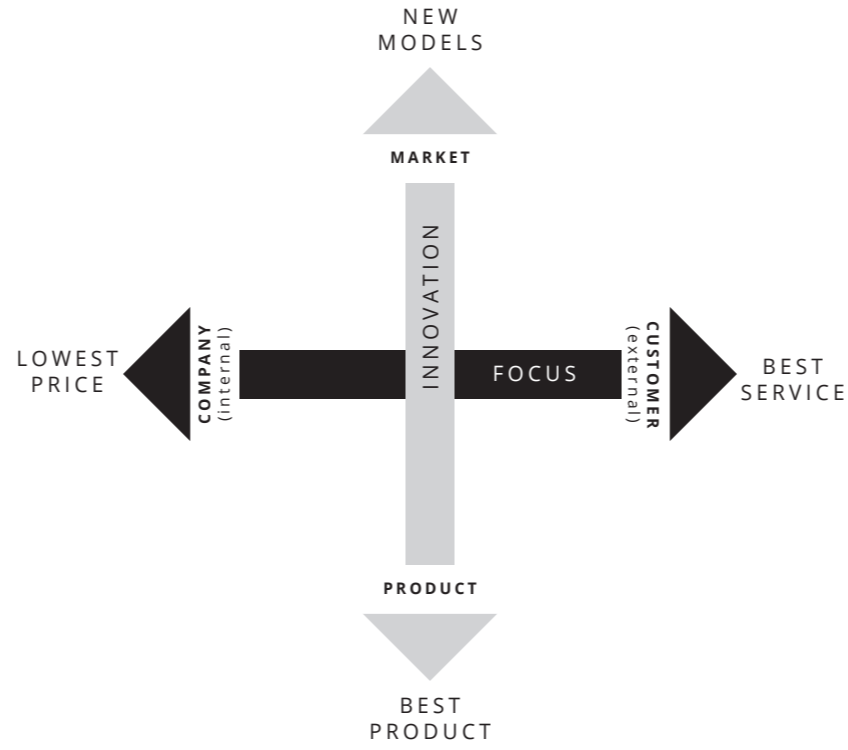 NEW
MODELS
MARKET
INNOVATION
LOWEST
PRICE
COMPANY
(internal)
FOCUS
CUSTOMER
(external)
BEST
SERVICE
PRODUCT
BEST
PRODUCT